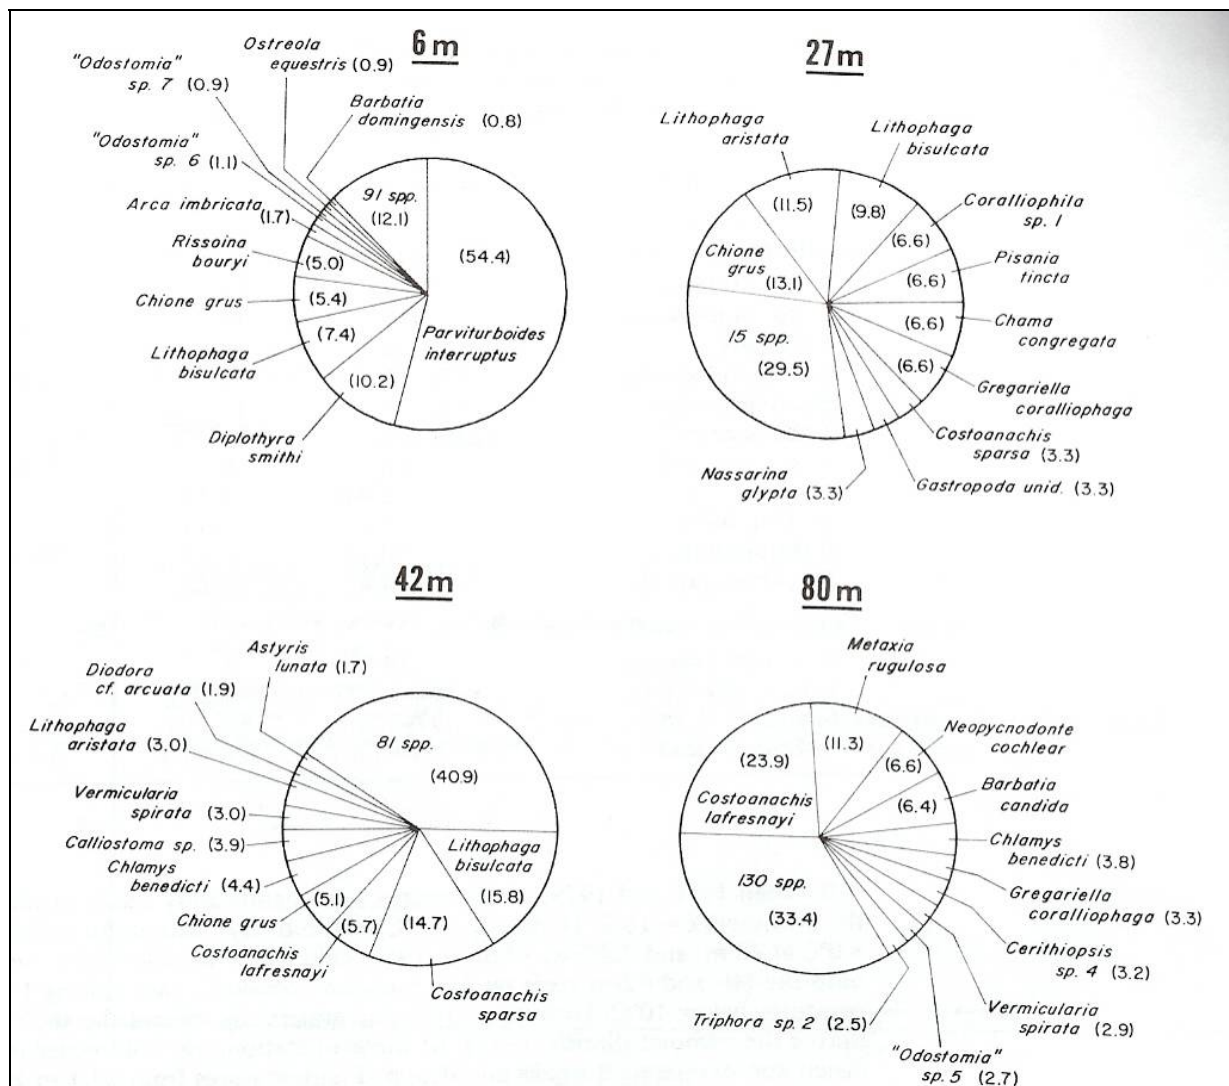 6m
Ostreola
equestris (0.9)
"Odostomia"
sp. 7 (0.9)
Barbatia
domingensis (0.8)
"Odostomia"
sp. 6 (1.1)
91 spp.
(12.1)
Arca imbricata
(1.7)
Rissoina
bouryi
(5.0)
(54.4)
Chione grus
(5.4)
Parviturboides
interruptus
Lithophaga
bisulcata
(7.4)
(10.2)
Diplothyra
smithi
27m
Lithophaga
aristata
(11.5)
Lithophaga
bisulcata
(9.8)
Coralliophila
sp. 1
(6.6)
Pisania
tincta
(6.6)
Chione
grus
(13.1)
Chama
congregata
(6.6)
15 spp.
(29.5)
Gregariella
coralliophaga
(6.6)
Costoanachis
sparsa (3.3)
Nassarina
glypta (3.3)
Gastropoda unid. (3.3)
42m
Astyris
lunata (1.7)
Diodora
cf. arcuata (1.9)
Lithophaga
aristata (3.0)
81 spp.
(40.9)
Vermicularia
spirata (3.0)
Calliostoma sp. (3.9)
Lithophaga
bisulcata
(15.8)
Chlamys
benedicti (4.4)
(5.1)
Chione grus
(5.7)
Costoanachis
lafresnayi
(14.7)
Costoanachis
sparsa
80m
Metaxia
rugulosa
(11.3)
Neopycnodonte
cochlear
(6.6)
(23.9)
Costoanachis
lafresnayi
Barbatia
candida
(6.4)
Chlamys
benedicti (3.8)
130 spp.
(33.4)
Gregariella
coralliophaga (3.3)
Cerithiopsis
sp. 4 (3.2)
Vermicularia
spirata (2.9)
Triphora sp. 2 (2.5)
"Odostomia"
sp. 5 (2.7)